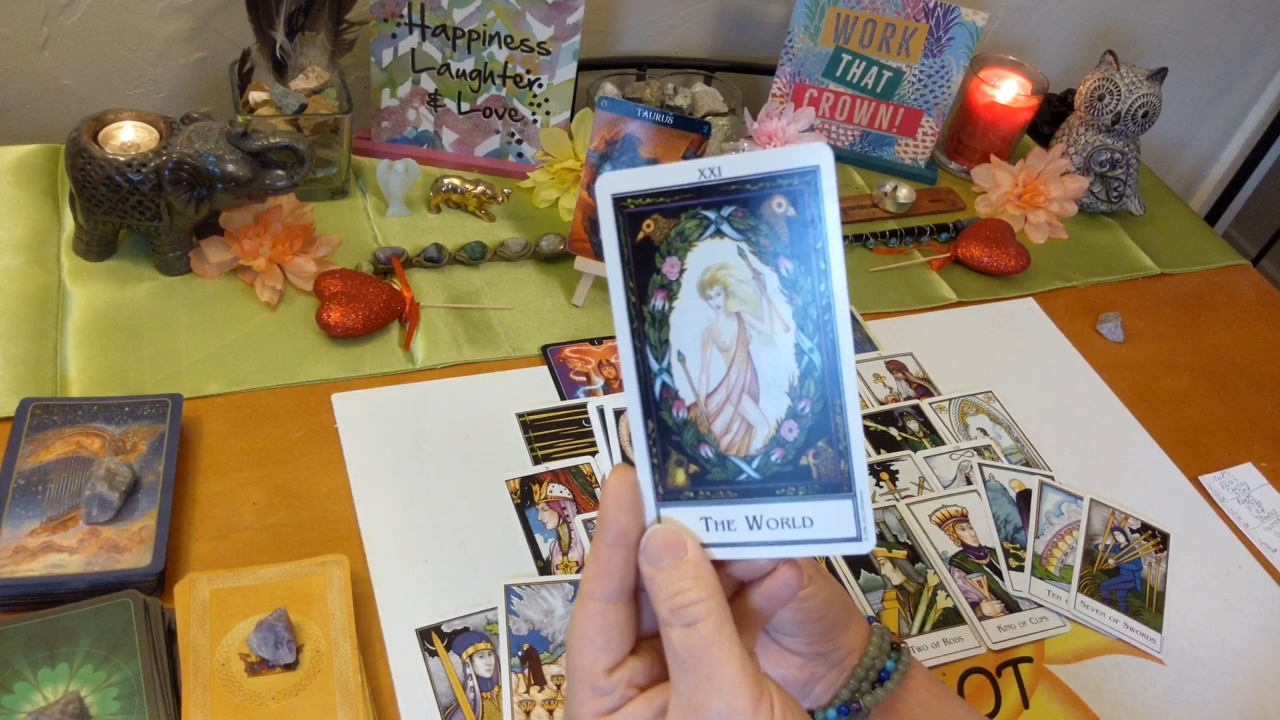 Happiness
Laughter
& Love
WORK
THAT
CROWN!
TAURUS
XXI
THE WORLD
TWO OF RODS
KING OF CUPS
TEN
SEVEN OF SWORDS
OT